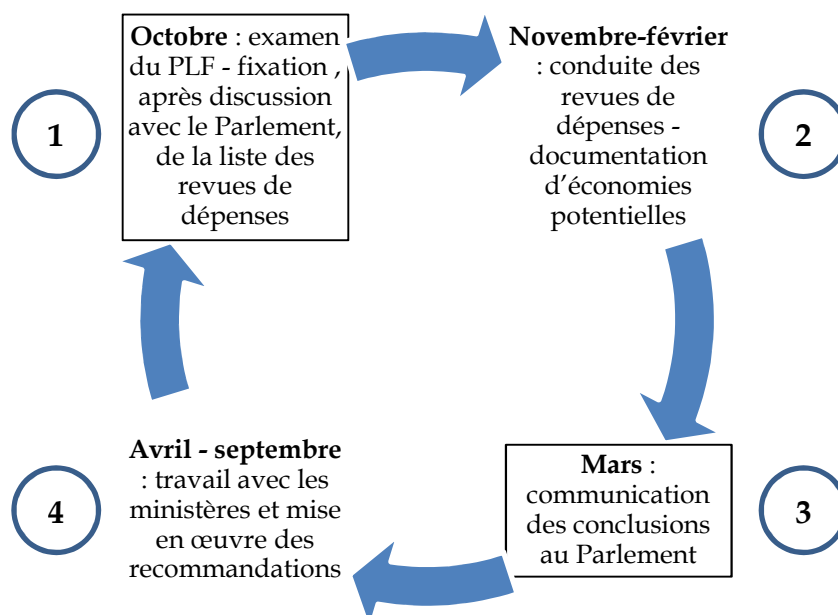 1
Octobre : examen
du PLF - fixation ,
après discussion
avec le Parlement,
de la liste des
revues de
dépenses
Novembre-février
: conduite des
revues de
dépenses -
documentation
d'économies
potentielles
2
Mars :
communication
des conclusions
au Parlement
3
Avril - septembre
: travail avec les
ministères et mise
en œuvre des
recommandations
4